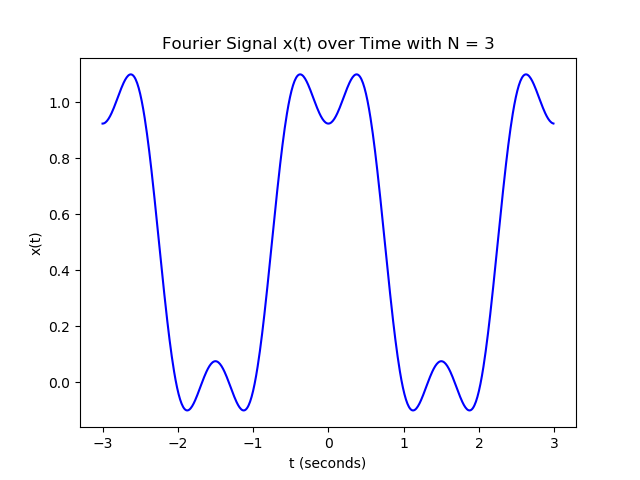 Fourier Signal x(t) over Time with N = 3
1.0
0.8
0.6
0.4
0.2
0.0
x(t)
−3 −2 −1 0 1 2 3
t (seconds)